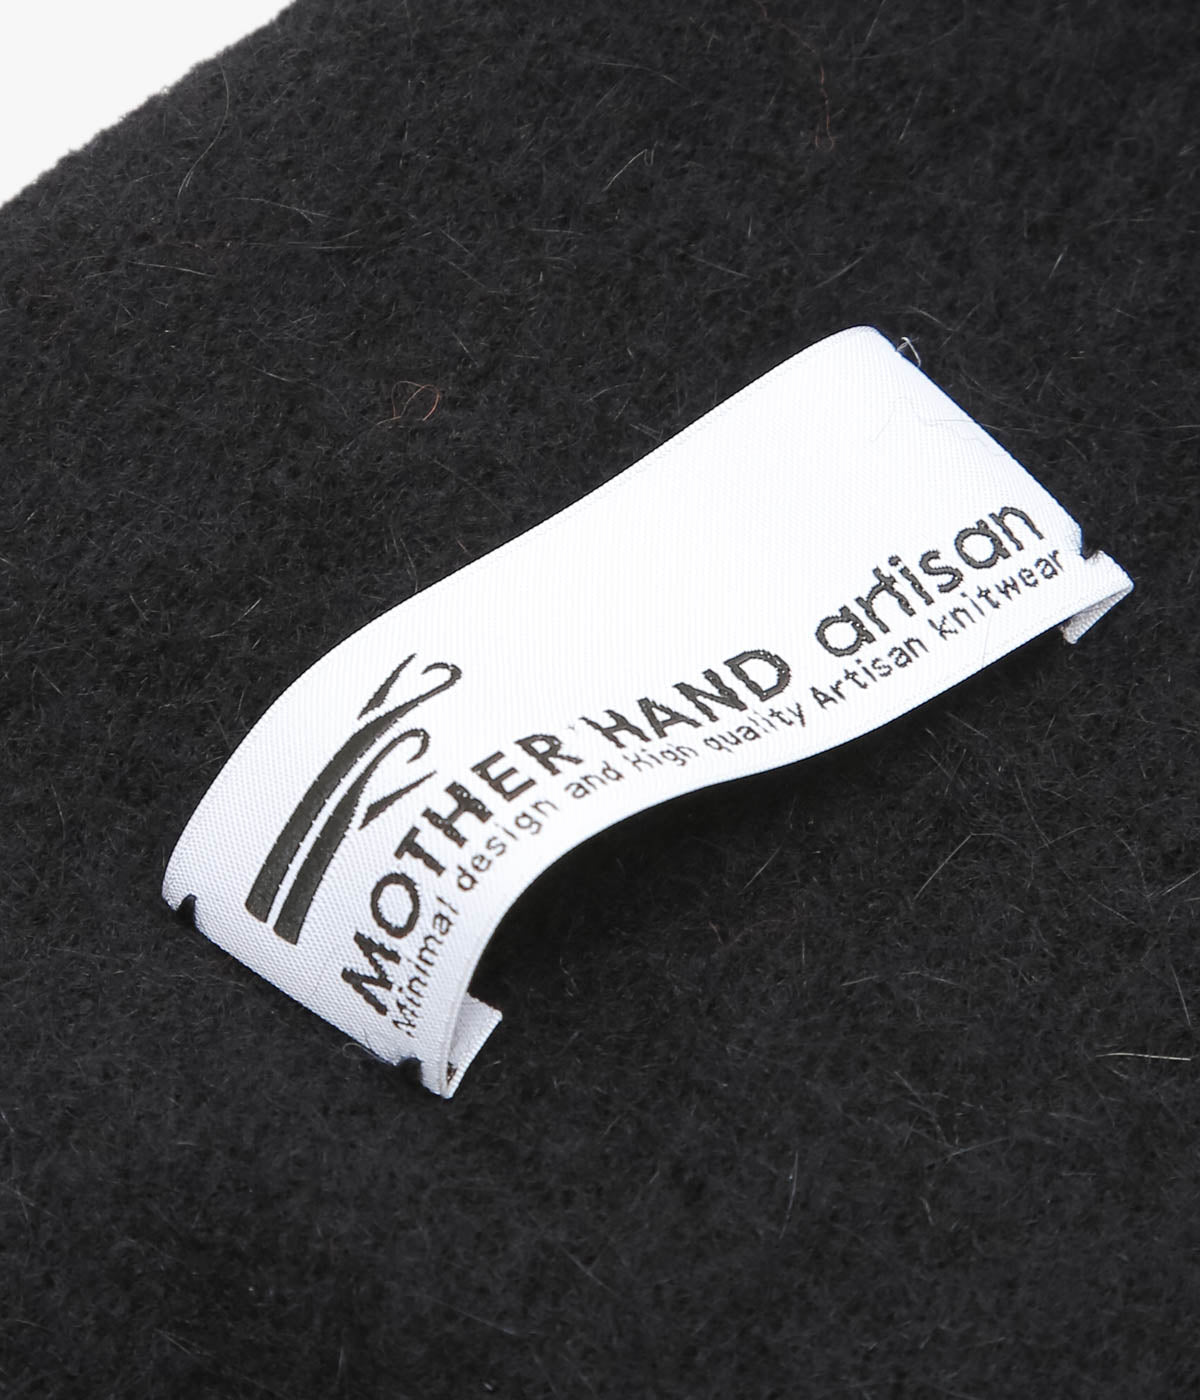 MOTHER HAND artisan
Minimal design and High quality Artisan knitwear